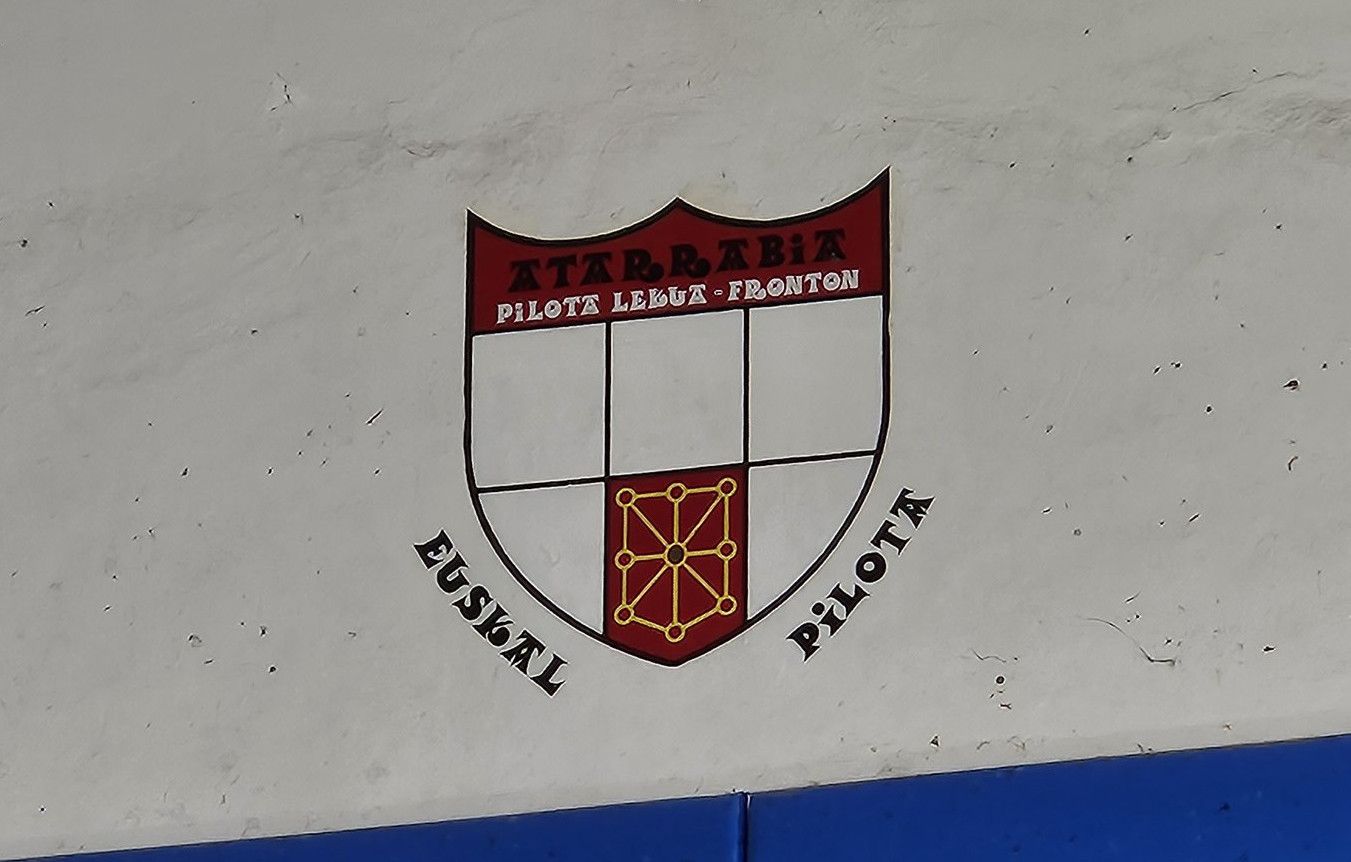 ATARRABiA
PiLOTA LEKUA - FRONTON
EUSKAL PiLOTA